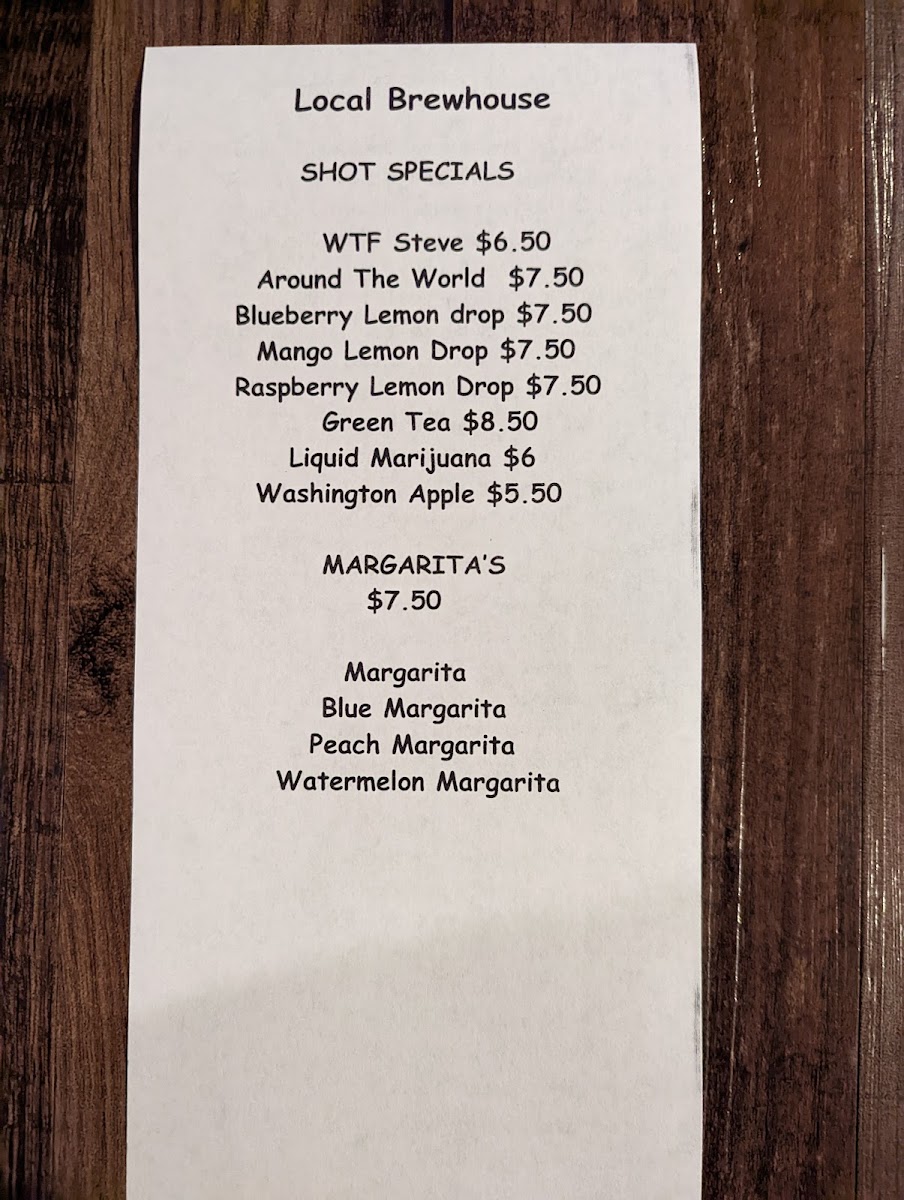 Local Brewhouse
SHOT SPECIALS
WTF Steve $6.50
Around The World $7.50
Blueberry Lemon drop $7.50
Mango Lemon Drop $7.50
Raspberry Lemon Drop $7.50
Green Tea $8.50
Liquid Marijuana $6
Washington Apple $5.50
MARGARITA'S
$7.50
Margarita
Blue Margarita
Peach Margarita
Watermelon Margarita